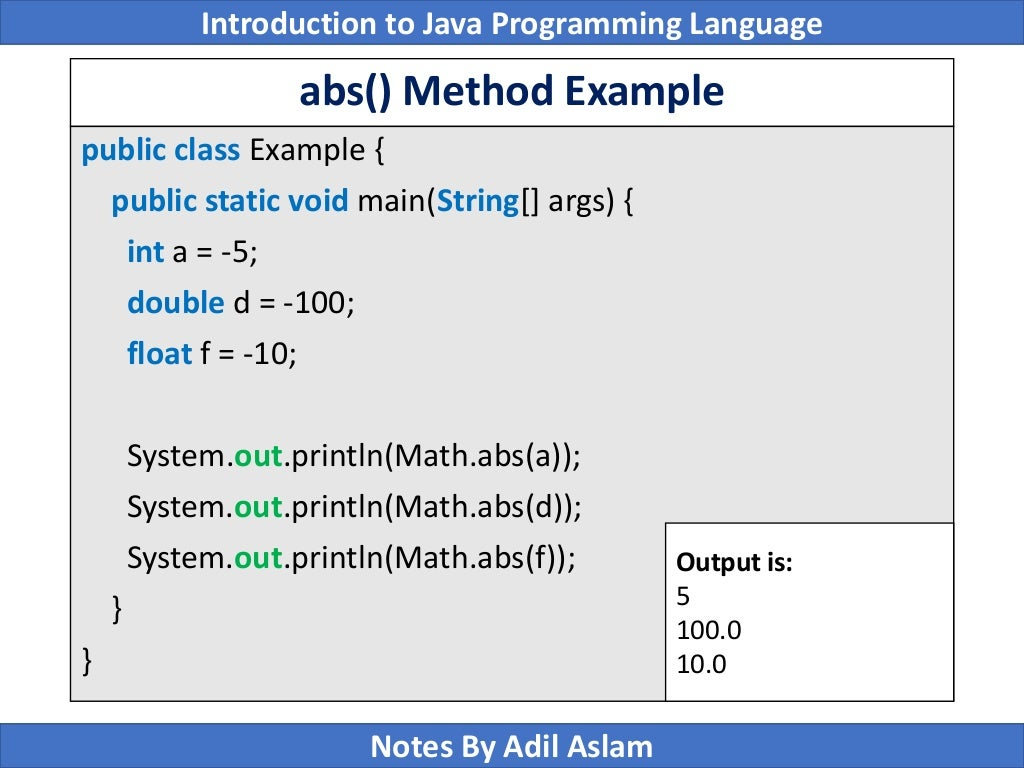 Introduction to Java Programming Language
abs() Method Example
public class Example {
public static void main(String[] args) {
int a = -5;
double d = -100;
float f = -10;
System.out.println(Math.abs(a));
System.out.println(Math.abs(d));
System.out.println(Math.abs(f));
}
}
Output is:
5
100.0
10.0
Notes By Adil Aslam